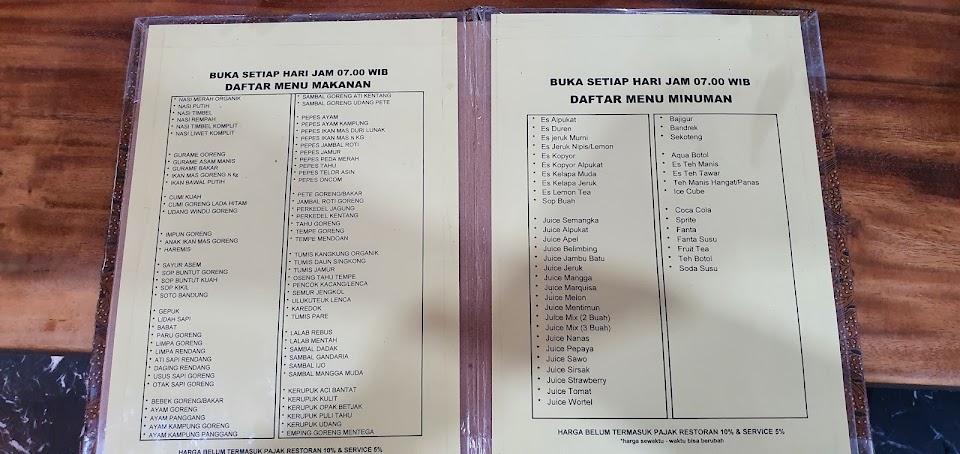 BUKA SETIAP HARI JAM 07.00 WIB
DAFTAR MENU MAKANAN
* NASI MERAH ORGANIK
* NASI PUTIH
* NASI TIMBEL
* NASI REMPAH
* NASI TIMBEL KOMPLIT
* NASI LIWET KOMPLIT
* GURAME GORENG
* GURAME ASAM MANIS
* GURAME BAKAR
* IKAN MAS GORENG N Kg
* IKAN BAWAL PUTIH
* CUMI KUAH
* CUMI GORENG LADA HITAM
* UDANG WINDU GORENG
* IMPUN GORENG
* ANAK IKAN MAS GORENG
* HAREMIS
* SAYUR ASEM
* SOP BUNTUT GORENG
* SOP BUNTUT KUAH
* SOP KIKIL
* SOTO BANDUNG
* GEPUK
* LIDAH SAPI
* BABAT
* PARU GORENG
* LIMPA GORENG
* LIMPA RENDANG
* ATI SAPI RENDANG
* DAGING RENDANG
* USUS SAPI GORENG
* OTAK SAPI GORENG
* BEBEK GORENG/BAKAR
* AYAM GORENG
* AYAM PANGGANG
* AYAM KAMPUNG GORENG
* AYAM KAMPUNG PANGGANG
* SAMBAL GORENG ATI KENTANG
* SAMBAL GORENG UDANG PETE
* PEPES AYAM
* PEPES AYAM KAMPUNG
* PEPES IKAN MAS DURI LUNAK
* PEPES IKAN MAS N KG
* PEPES JAMBAL ROTI
* PEPES JAMUR
* PEPES PEDA MERAH
* PEPES TAHU
* PEPES TELOR ASIN
* PEPES ONCOM
* PETE GORENG/BAKAR
* JAMBAL ROTI GORENG
* PERKEDEL JAGUNG
* PERKEDEL KENTANG
* TAHU GORENG
* TEMPE GORENG
* TEMPE MENDOAN
* TUMIS KANGKUNG ORGANIK
* TUMIS DAUN SINGKONG
* TUMIS JAMUR
* OSENG TAHU TEMPE
* PENCOK KACANG/LENCA
* SEMUR JENGKOL
* ULUKUTEUK LENCA
* KAREDOK
* TUMIS PARE
* LALAB REBUS
* LALAB MENTAH
* SAMBAL DADAK
* SAMBAL GANDARIA
* SAMBAL IJO
* SAMBAL MANGGA MUDA
* KERUPUK ACI BANTAT
* KERUPUK KULIT
* KERUPUK OPAK BETJAK
* KERUPUK PULI TAHU
* KERUPUK UDANG
* EMPING GORENG MENTEGA
HARGA BELUM TERMASUK PAJAK RESTORAN 10% & SERVICE 5%
BUKA SETIAP HARI JAM 07.00 WIB
DAFTAR MENU MINUMAN
* Es Alpukat
* Es Duren
* Es jeruk Murni
* Es Jeruk Nipis/Lemon
* Es Kopyor
* Es Kopyor Alpukat
* Es Kelapa Muda
* Es Kelapa Jeruk
* Es Lemon Tea
* Sop Buah
* Juice Semangka
* Juice Alpukat
* Juice Apel
* Juice Belimbing
* Juice Jambu Batu
* Juice Jeruk
* Juice Mangga
* Juice Marquisa
* Juice Melon
* Juice Mentimun
* Juice Mix (2 Buah)
* Juice Mix (3 Buah)
* Juice Nanas
* Juice Pepaya
* Juice Sawo
* Juice Sirsak
* Juice Strawberry
* Juice Tomat
* Juice Wortel
* Bajigur
* Bandrek
* Sekoteng
* Aqua Botol
* Es Teh Manis
* Es Teh Tawar
* Teh Manis Hangat/Panas
* Ice Cube
* Coca Cola
* Sprite
* Fanta
* Fanta Susu
* Fruit Tea
* Teh Botol
* Soda Susu
HARGA BELUM TERMASUK PAJAK RESTORAN 10% & SERVICE 5%
*harga sewaktu - waktu bisa berubah